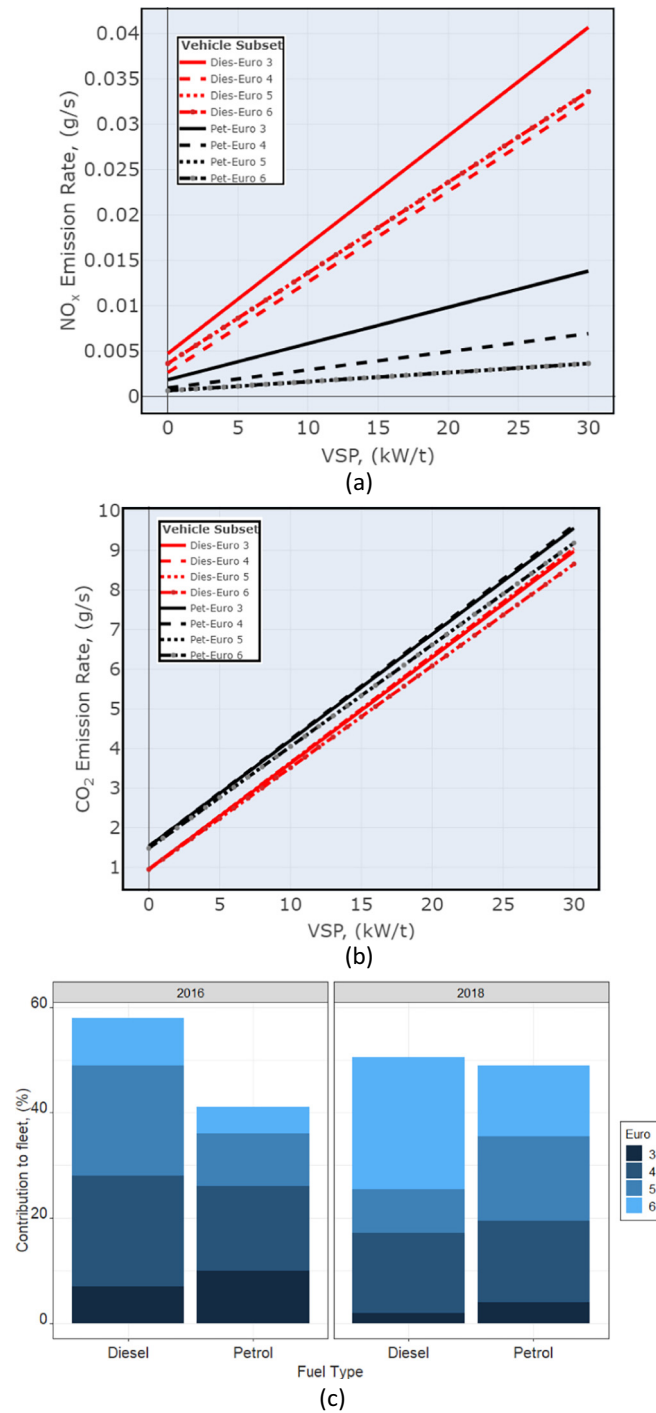 0.04
0.035
0.03
0.025
0.02
0.015
0.01
0.005
0
NOx Emission Rate, (g/s)
Vehicle Subset
Dies-Euro 3
Dies-Euro 4
Dies-Euro 5
Dies-Euro 6
Pet-Euro 3
Pet-Euro 4
Pet-Euro 5
Pet-Euro 6
0 5 10 15 20 25 30
VSP, (kW/t)
(a)
10
9
8
7
6
5
4
3
2
1
CO2 Emission Rate, (g/s)
Vehicle Subset
Dies-Euro 3
Dies-Euro 4
Dies-Euro 5
Dies-Euro 6
Pet-Euro 3
Pet-Euro 4
Pet-Euro 5
Pet-Euro 6
0 5 10 15 20 25 30
VSP, (kW/t)
(b)
2016 2018
60
40
20
0
Contribution to fleet, (%)
Euro
3
4
5
6
Diesel Petrol Diesel Petrol
Fuel Type
(c)